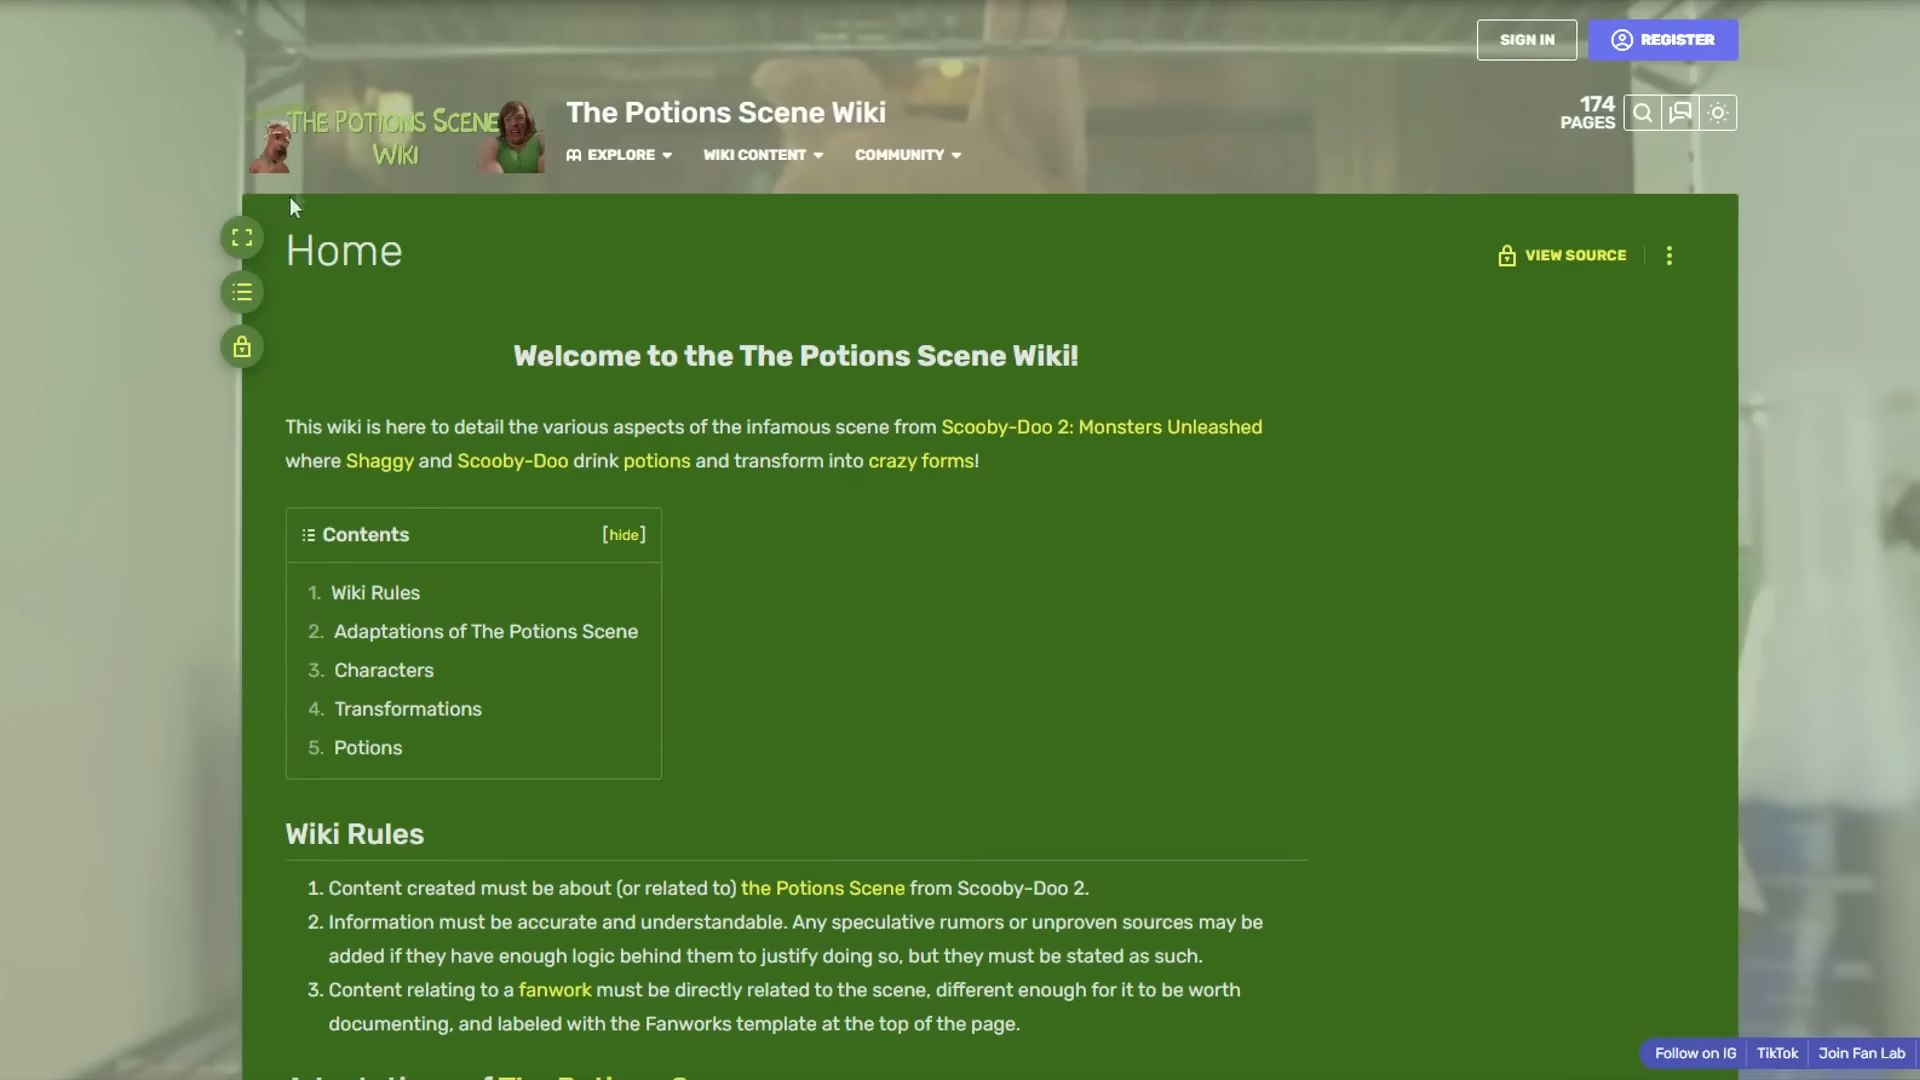 SIGN IN
REGISTER
THE POTIONS SCENE
WIKI
The Potions Scene Wiki
174
PAGES
EXPLORE
WIKI CONTENT
COMMUNITY
Home
VIEW SOURCE
Welcome to the The Potions Scene Wiki!
This wiki is here to detail the various aspects of the infamous scene from Scooby-Doo 2: Monsters Unleashed
where Shaggy and Scooby-Doo drink potions and transform into crazy forms!
Contents [hide]
1. Wiki Rules
2. Adaptations of The Potions Scene
3. Characters
4. Transformations
5. Potions
Wiki Rules
1. Content created must be about (or related to) the Potions Scene from Scooby-Doo 2.
2. Information must be accurate and understandable. Any speculative rumors or unproven sources may be
added if they have enough logic behind them to justify doing so, but they must be stated as such.
3. Content relating to a fanwork must be directly related to the scene, different enough for it to be worth
documenting, and labeled with the Fanworks template at the top of the page.
Follow on IG
TikTok
Join Fan Lab